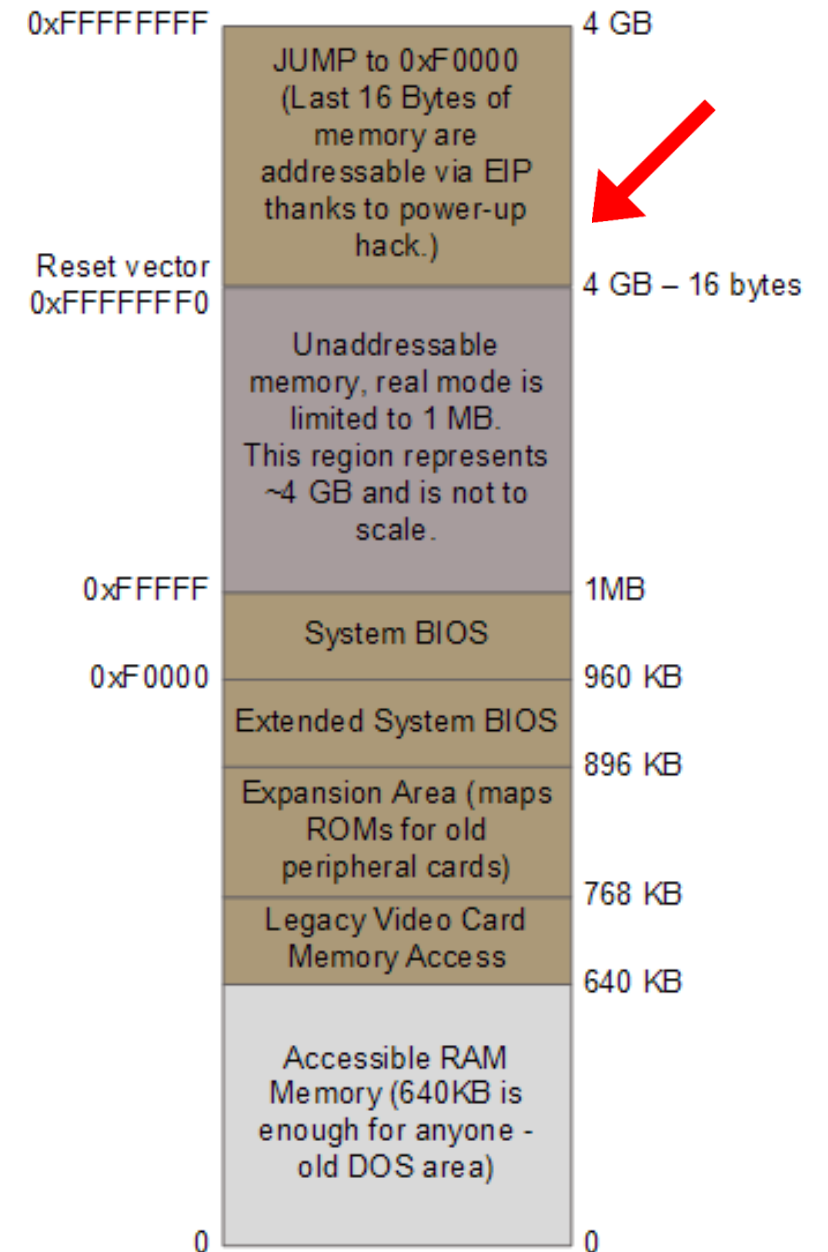 0xFFFFFFFF
4 GB
JUMP to 0xF0000
(Last 16 Bytes of
memory are
addressable via EIP
thanks to power-up
hack.)
Reset vector
0xFFFFFFF0
4 GB – 16 bytes
Unaddressable
memory, real mode is
limited to 1 MB.
This region represents
~4 GB and is not to
scale.
0xFFFFF
1MB
System BIOS
0xF0000
960 KB
Extended System BIOS
896 KB
Expansion Area (maps
ROMs for old
peripheral cards)
768 KB
Legacy Video Card
Memory Access
640 KB
Accessible RAM
Memory (640KB is
enough for anyone -
old DOS area)
0
0